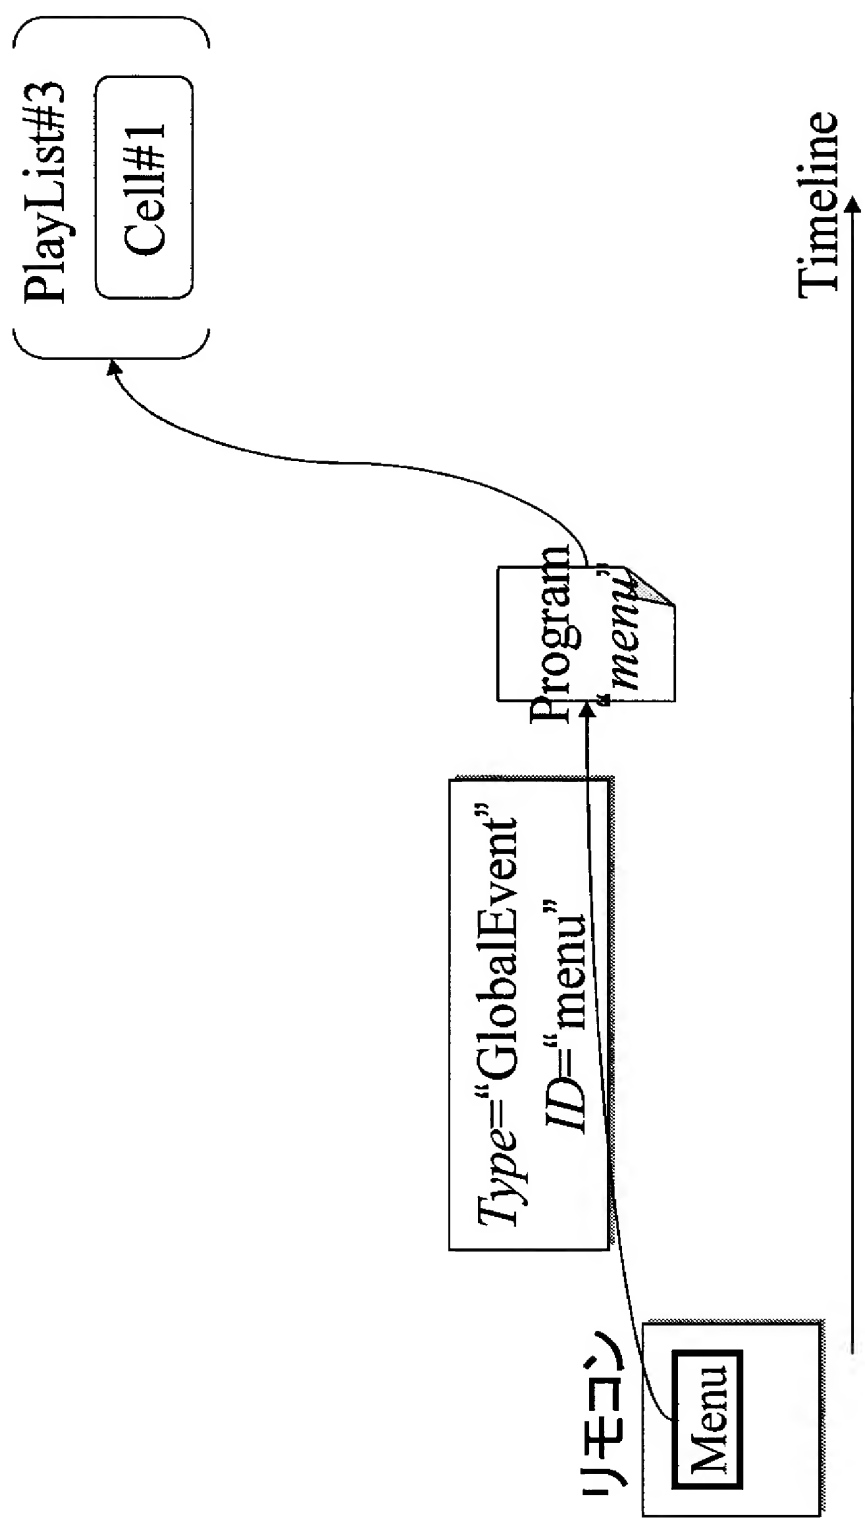 PlayList#3
Cell#1
Type=“GlobalEvent”
ID=“menu”
Program
“menu”
リモコン
Menu
Timeline